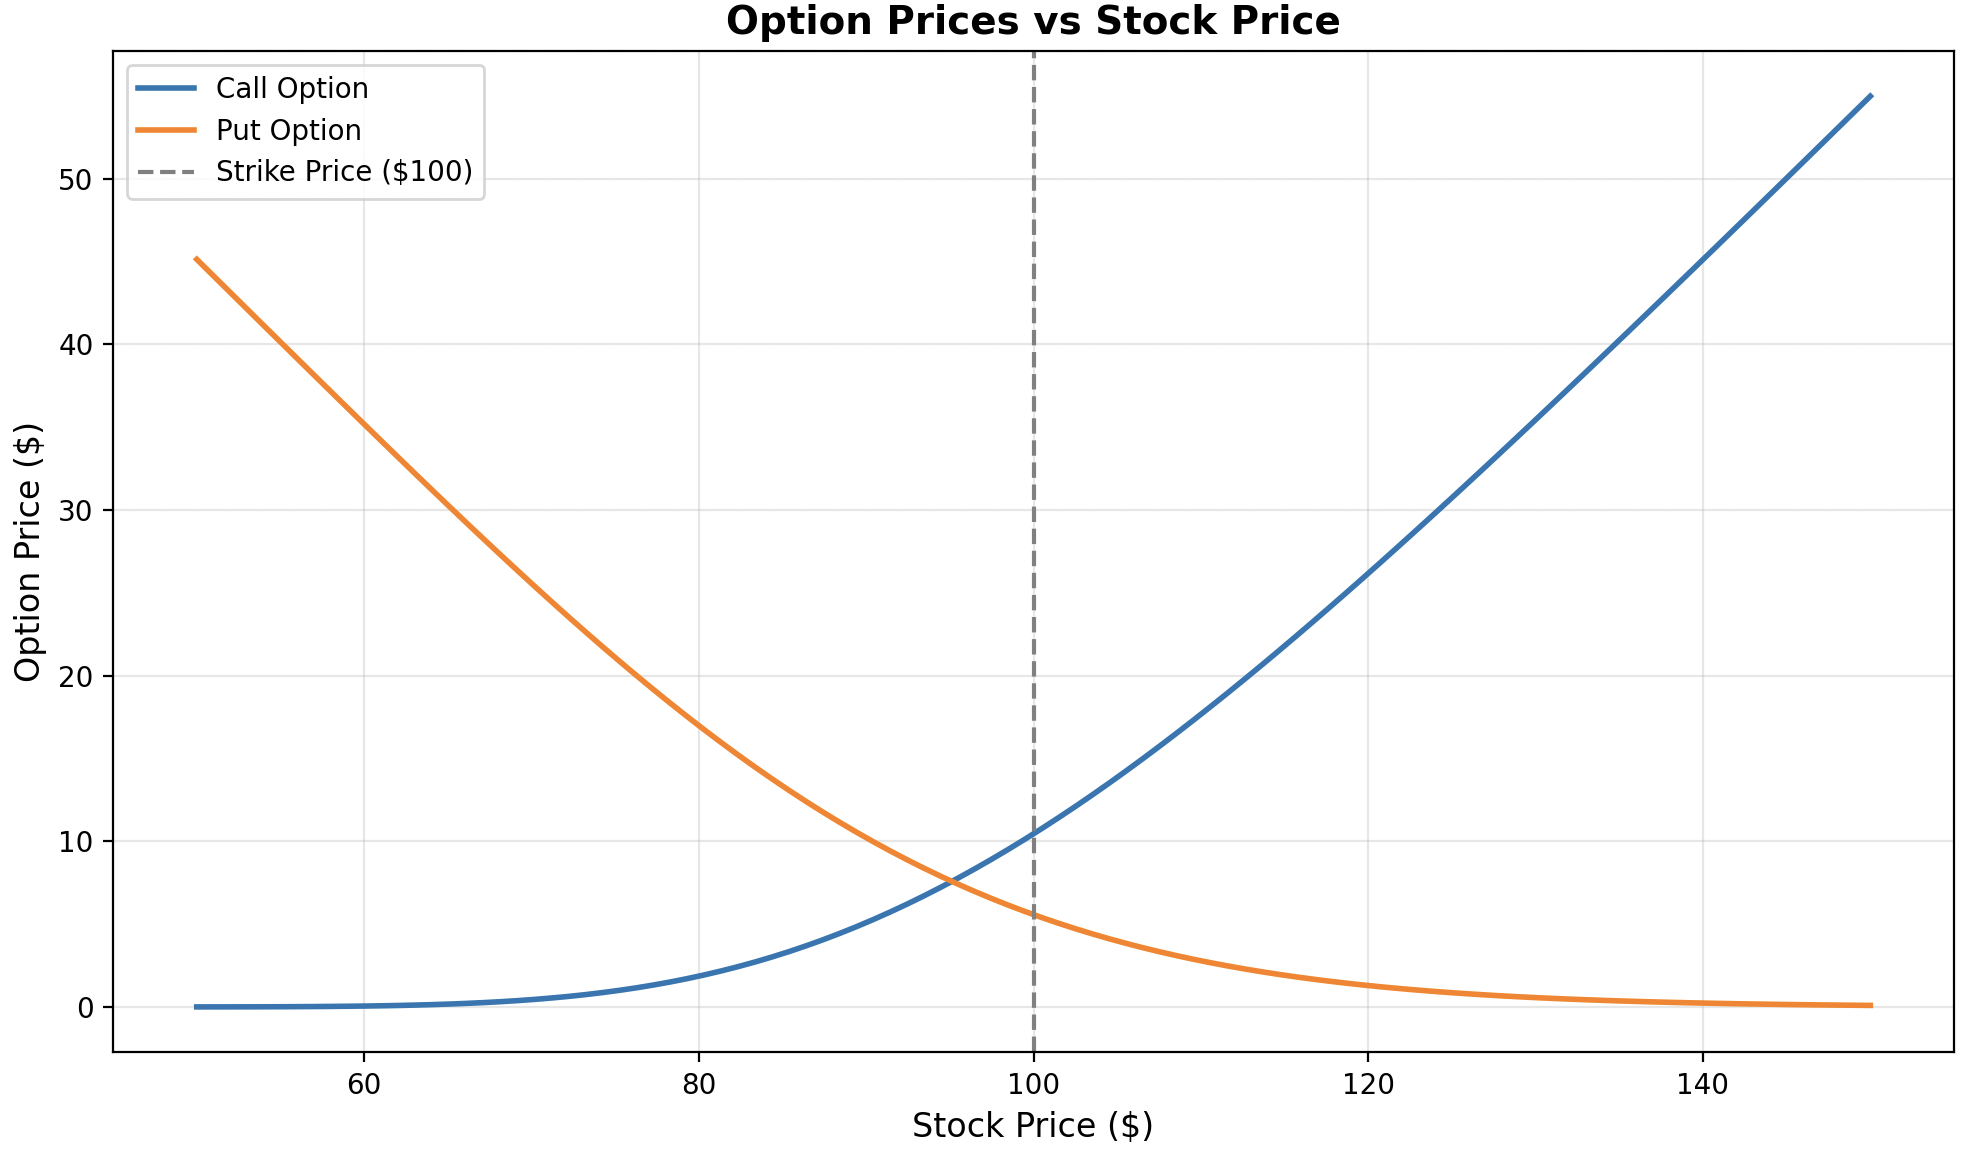 Option Prices vs Stock Price
Call Option
Put Option
Strike Price ($100)
Option Price ($)
50
40
30
20
10
0
60
80
100
120
140
Stock Price ($)